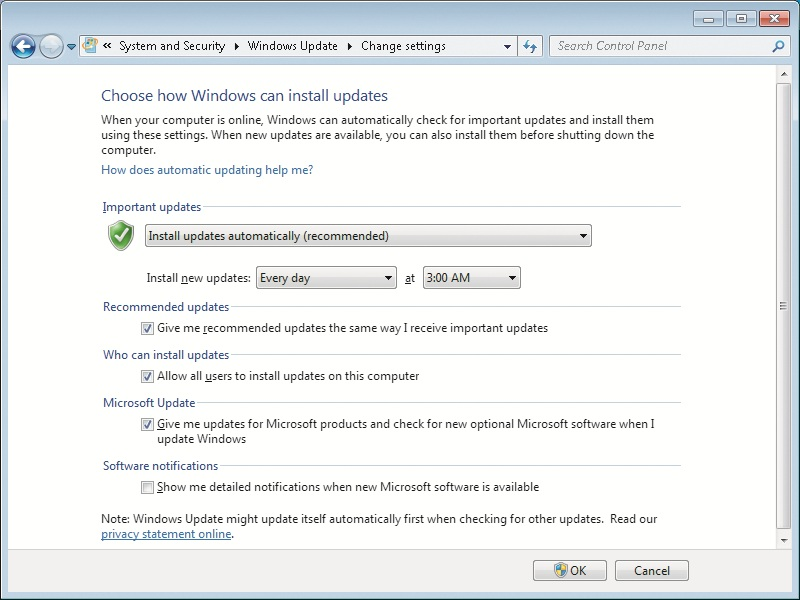 « System and Security ▸ Windows Update ▸ Change settings
Search Control Panel
Choose how Windows can install updates
When your computer is online, Windows can automatically check for important updates and install them
using these settings. When new updates are available, you can also install them before shutting down the
computer.
How does automatic updating help me?
Important updates
Install updates automatically (recommended)
Install new updates: Every day at 3:00 AM
Recommended updates
Give me recommended updates the same way I receive important updates
Who can install updates
Allow all users to install updates on this computer
Microsoft Update
Give me updates for Microsoft products and check for new optional Microsoft software when I
update Windows
Software notifications
Show me detailed notifications when new Microsoft software is available
Note: Windows Update might update itself automatically first when checking for other updates. Read our
privacy statement online.
OK Cancel